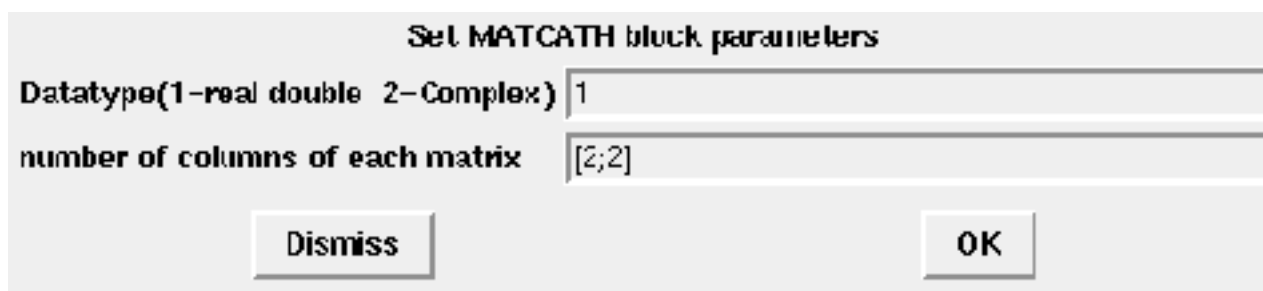 Set MATCATH block parameters
Datatype(1-real double 2-Complex) 1
number of columns of each matrix [2;2]
Dismiss OK